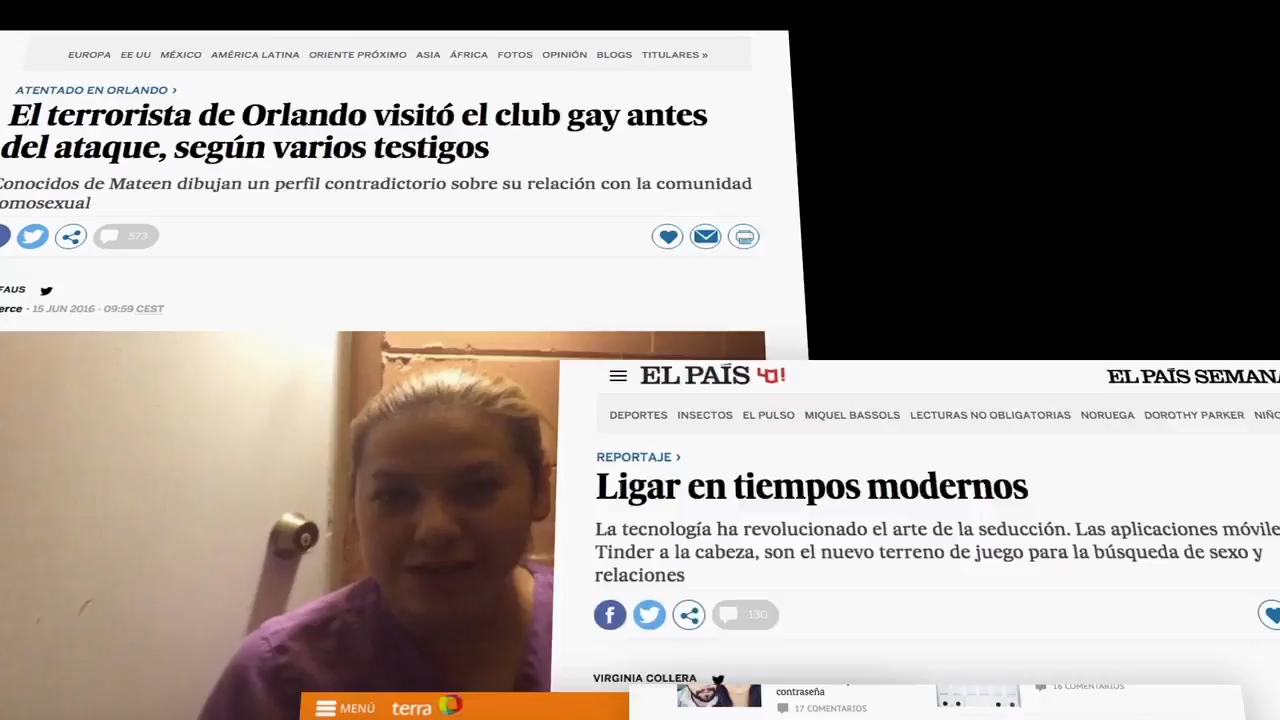 EUROPA EE UU MÉXICO AMÉRICA LATINA ORIENTE PRÓXIMO ASIA ÁFRICA FOTOS OPINIÓN BLOGS TITULARES »
ATENTADO EN ORLANDO ›
El terrorista de Orlando visitó el club gay antes
del ataque, según varios testigos
Conocidos de Mateen dibujan un perfil contradictorio sobre su relación con la comunidad
omosexual
573
FAUS
erce - 15 JUN 2016 - 09:59 CEST
EL PAÍS 40!
EL PAÍS SEMANA
DEPORTES INSECTOS EL PULSO MIQUEL BASSOLS LECTURAS NO OBLIGATORIAS NORUEGA DOROTHY PARKER NIÑO
REPORTAJE ›
Ligar en tiempos modernos
La tecnología ha revolucionado el arte de la seducción. Las aplicaciones móvile
Tinder a la cabeza, son el nuevo terreno de juego para la búsqueda de sexo y
relaciones
130
VIRGINIA COLLERA
contraseña
17 COMENTARIOS
16 COMENTARIOS
MENÚ terra